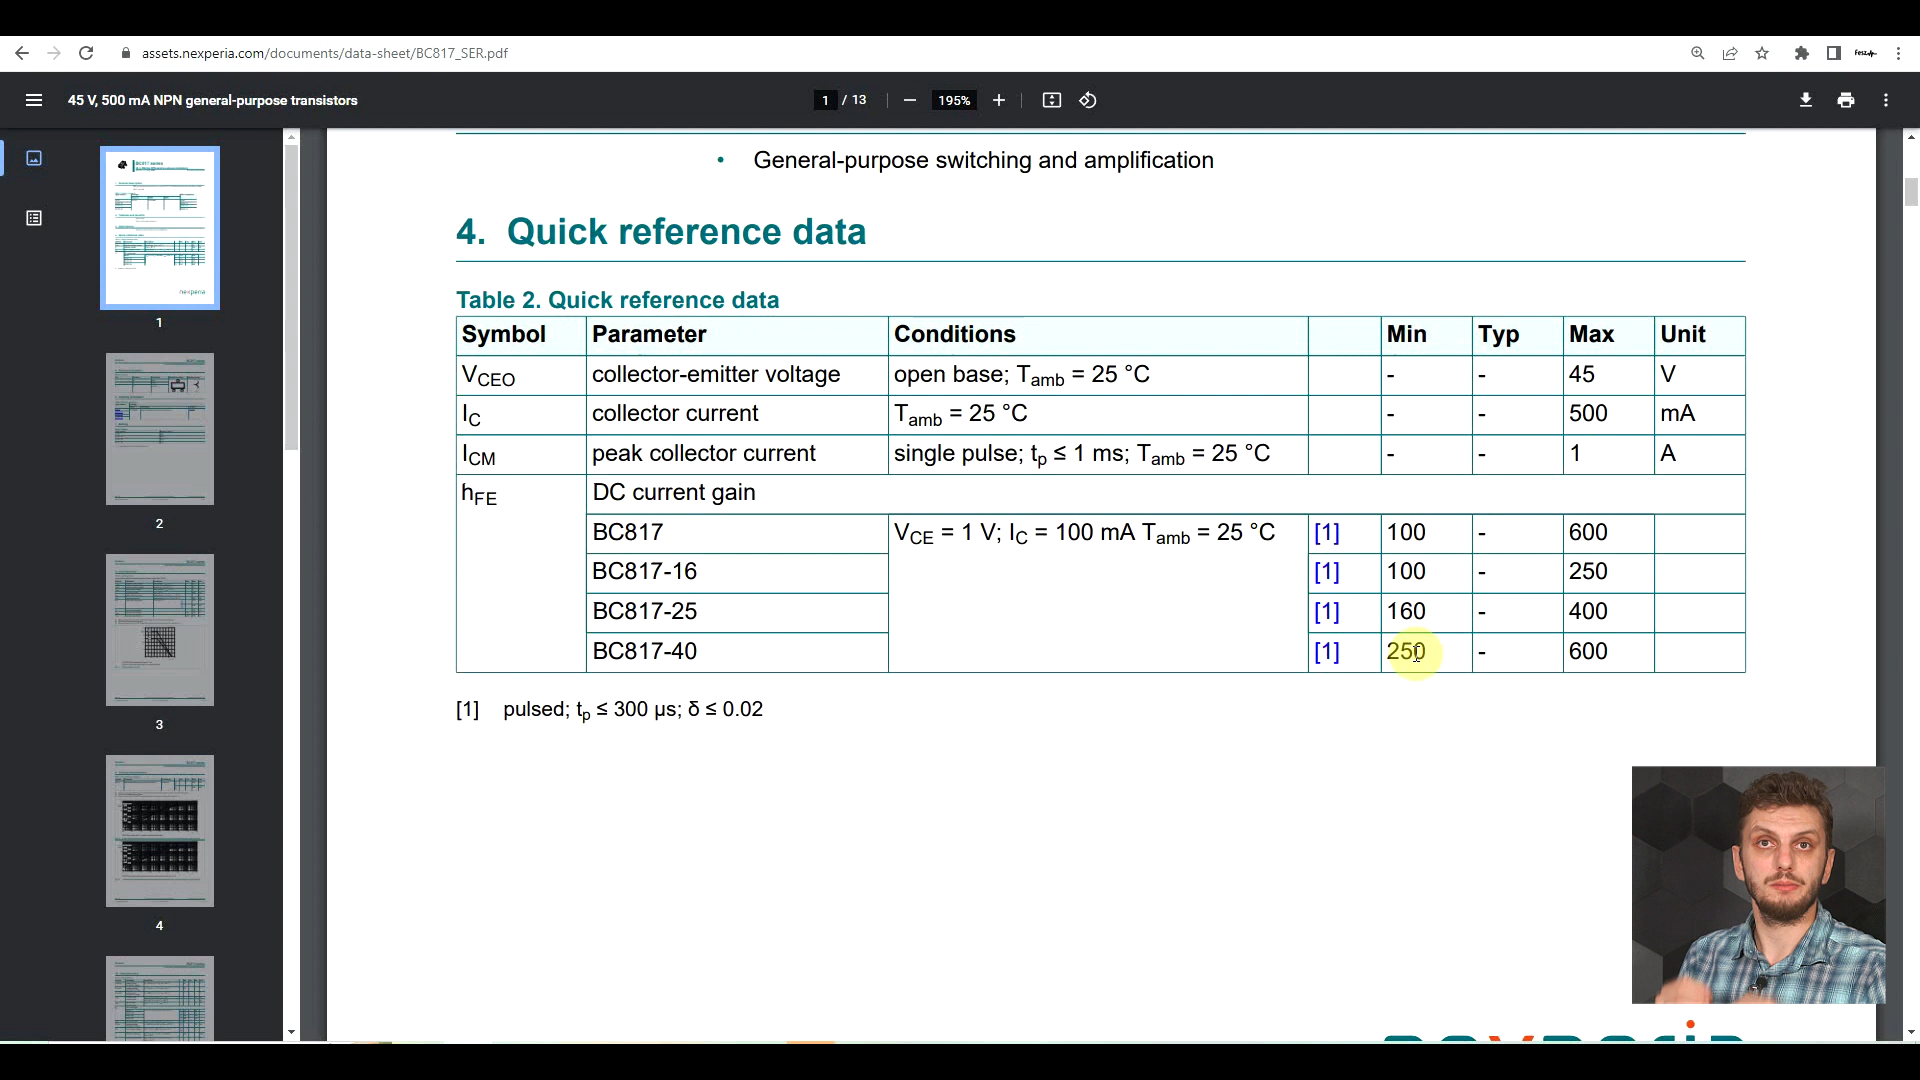 assets.nexperia.com/documents/data-sheet/BC817_SER.pdf
fesz
45 V, 500 mA NPN general-purpose transistors
1 / 13
195%
• General-purpose switching and amplification
4. Quick reference data
Table 2. Quick reference data
Symbol Parameter Conditions Min Typ Max Unit
VCEO collector-emitter voltage open base; Tamb = 25 °C - - 45 V
IC collector current Tamb = 25 °C - - 500 mA
ICM peak collector current single pulse; tp ≤ 1 ms; Tamb = 25 °C - - 1 A
hFE DC current gain
BC817 VCE = 1 V; IC = 100 mA Tamb = 25 °C [1] 100 - 600
BC817-16 [1] 100 - 250
BC817-25 [1] 160 - 400
BC817-40 [1] 250 - 600
[1] pulsed; tp ≤ 300 μs; δ ≤ 0.02
nexperia
1
2
3
4